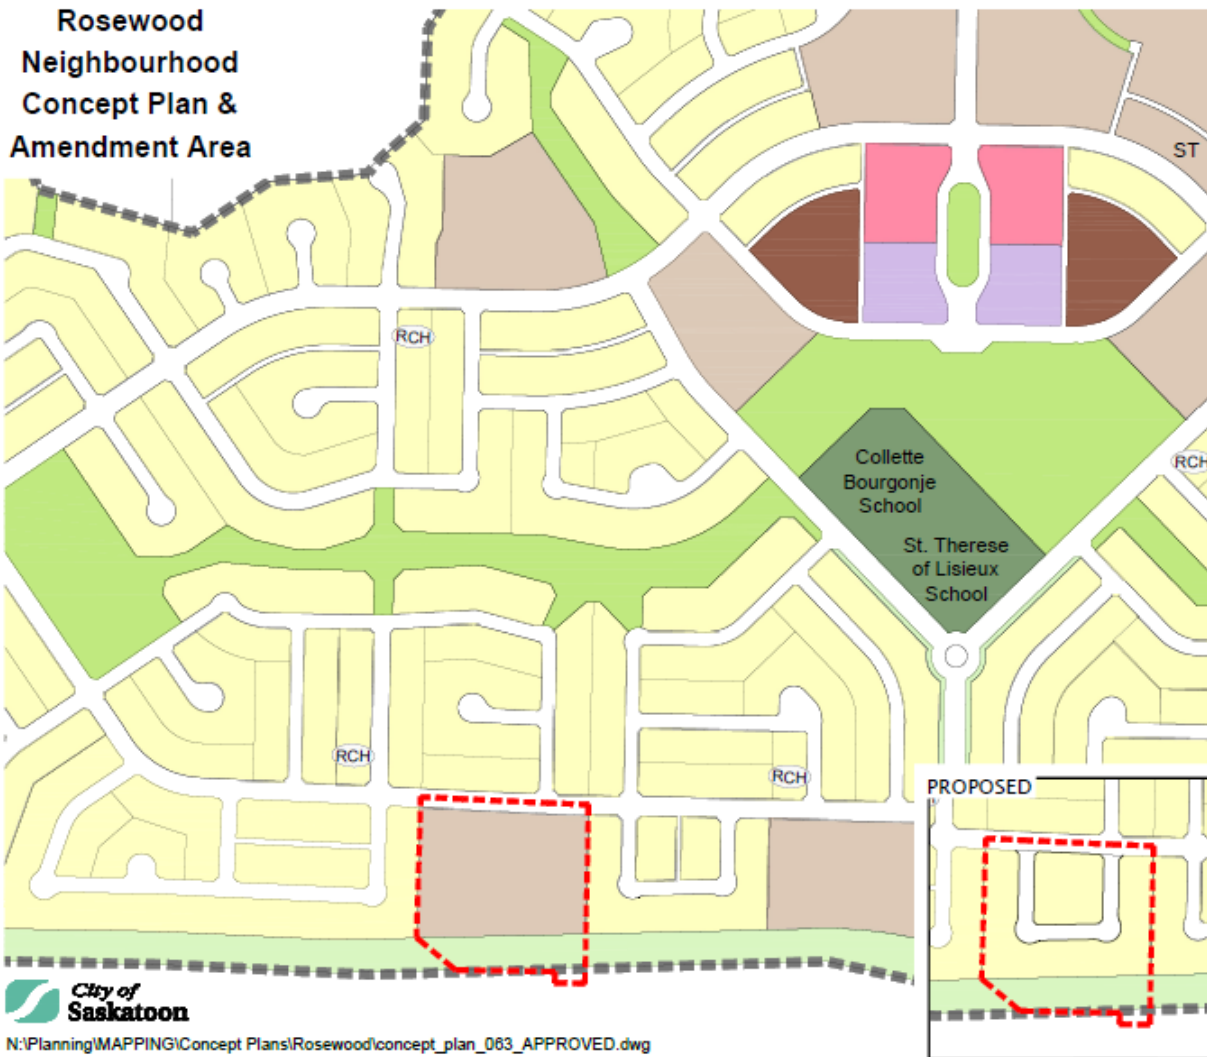 Rosewood
Neighbourhood
Concept Plan &
Amendment Area
ST
RCH
Collette
Bourgonje
School
RCH
St. Therese
of Lisieux
School
RCH
RCH
PROPOSED
City of
Saskatoon
N:\Planning\MAPPING\Concept Plans\Rosewood\concept_plan_063_APPROVED.dwg